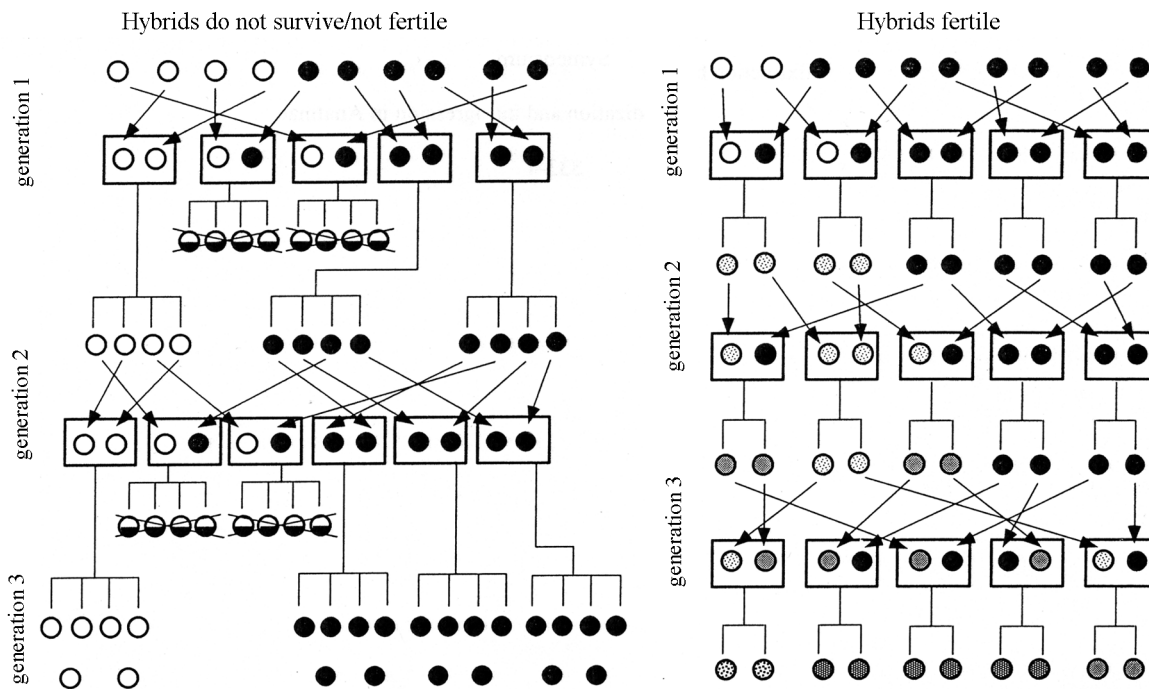 Hybrids do not survive/not fertile
Hybrids fertile
generation 1
generation 2
generation 3
generation 1
generation 2
generation 3